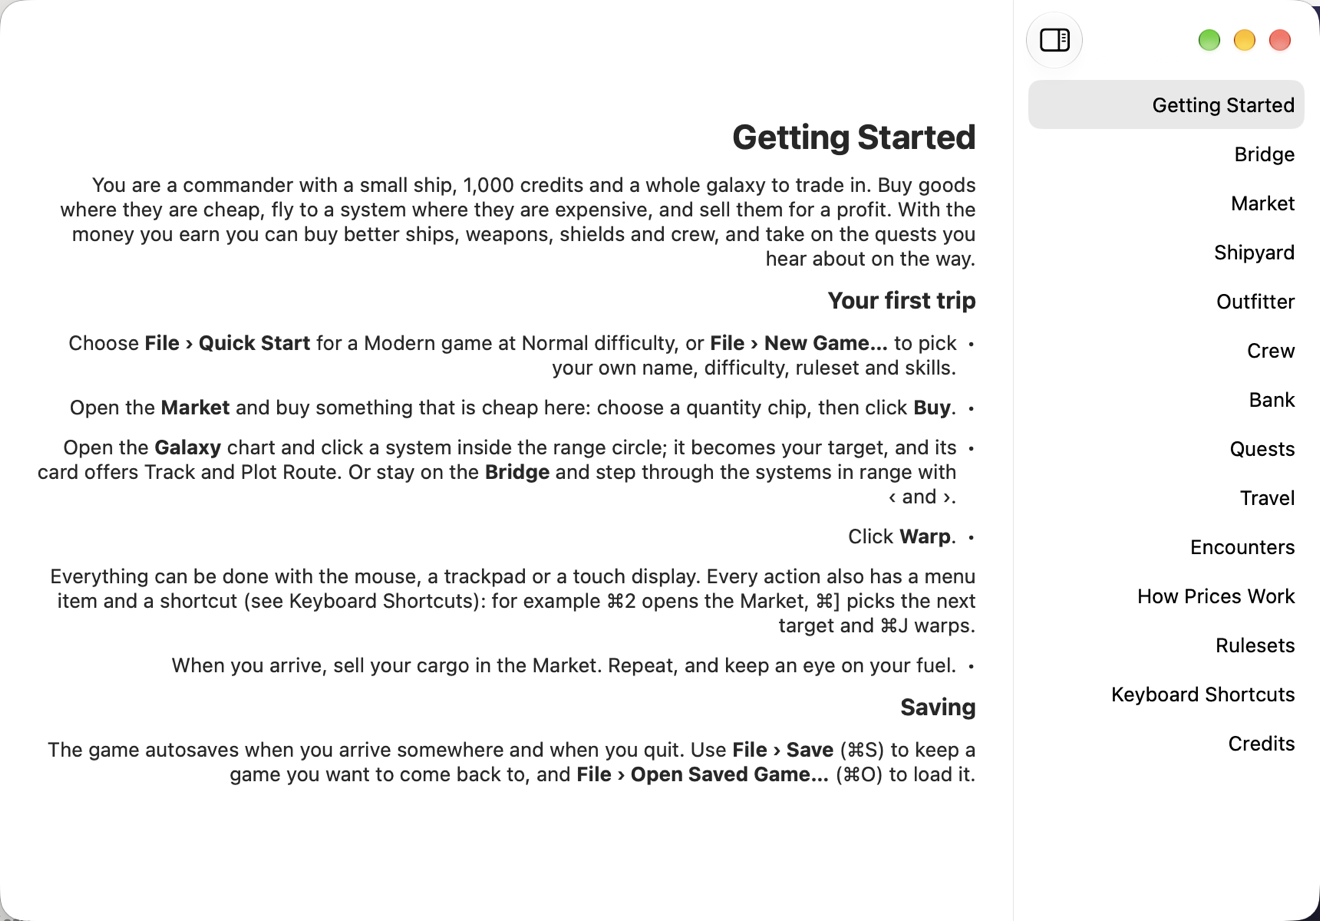 Getting Started
You are a commander with a small ship, 1,000 credits and a whole galaxy to trade in. Buy goods
where they are cheap, fly to a system where they are expensive, and sell them for a profit. With the
money you earn you can buy better ships, weapons, shields and crew, and take on the quests you
hear about on the way.
Your first trip
• Choose File › Quick Start for a Modern game at Normal difficulty, or File › New Game... to pick
your own name, difficulty, ruleset and skills.
• Open the Market and buy something that is cheap here: choose a quantity chip, then click Buy.
• Open the Galaxy chart and click a system inside the range circle; it becomes your target, and its
card offers Track and Plot Route. Or stay on the Bridge and step through the systems in range with
‹ and ›.
• Click Warp.
Everything can be done with the mouse, a trackpad or a touch display. Every action also has a menu
item and a shortcut (see Keyboard Shortcuts): for example ⌘2 opens the Market, ⌘] picks the next
target and ⌘J warps.
• When you arrive, sell your cargo in the Market. Repeat, and keep an eye on your fuel.
Saving
The game autosaves when you arrive somewhere and when you quit. Use File › Save (⌘S) to keep a
game you want to come back to, and File › Open Saved Game... (⌘O) to load it.
Getting Started
Bridge
Market
Shipyard
Outfitter
Crew
Bank
Quests
Travel
Encounters
How Prices Work
Rulesets
Keyboard Shortcuts
Credits